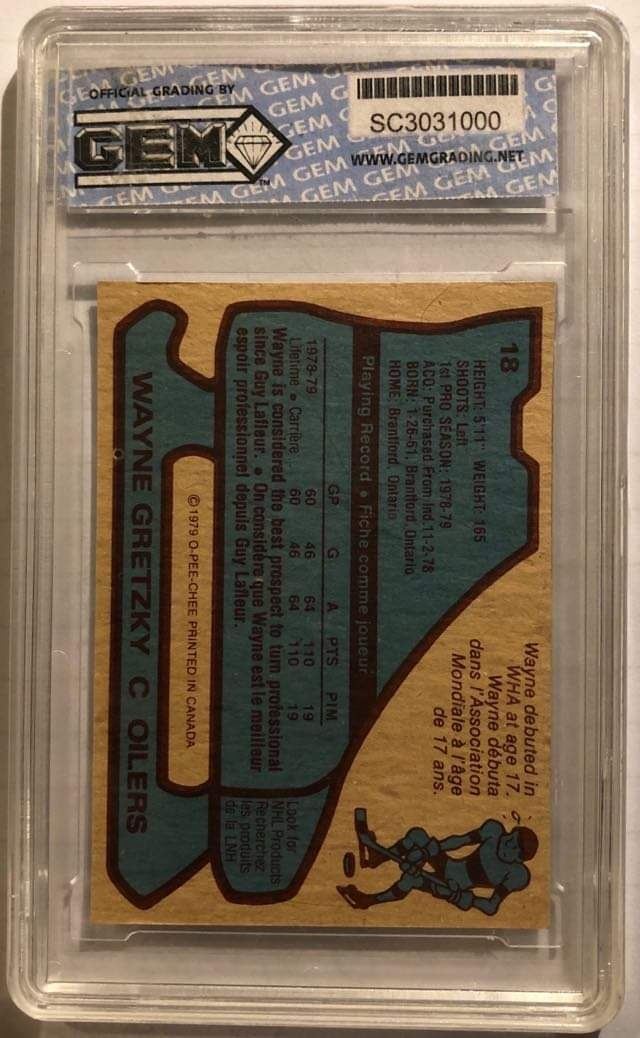 OFFICIAL GRADING BY
GEM
TM
SC3031000
WWW.GEMGRADING.NET
18
HEIGHT: 5'11" WEIGHT: 165
SHOOTS: Left
1st PRO SEASON: 1978-79
ACQ: Purchased From Ind. 11-2-78
BORN: 1-26-61, Brantford, Ontario
HOME: Brantford, Ontario
Playing Record • Fiche comme joueur
GP G A PTS PIM
1978-79 60 46 64 110 19
Lifetime • Carrière 60 46 64 110 19
Wayne is considered the best prospect to turn professional
since Guy Lafleur. • On considère que Wayne est le meilleur
espoir professionnel depuis Guy Lafleur.
Wayne debuted in
WHA at age 17.
Wayne débuta
dans l'Association
Mondiale à l'âge
de 17 ans.
Look for
NHL Products
Recherchez
les produits
de la LNH
© 1979 O-PEE-CHEE PRINTED IN CANADA
WAYNE GRETZKY C OILERS